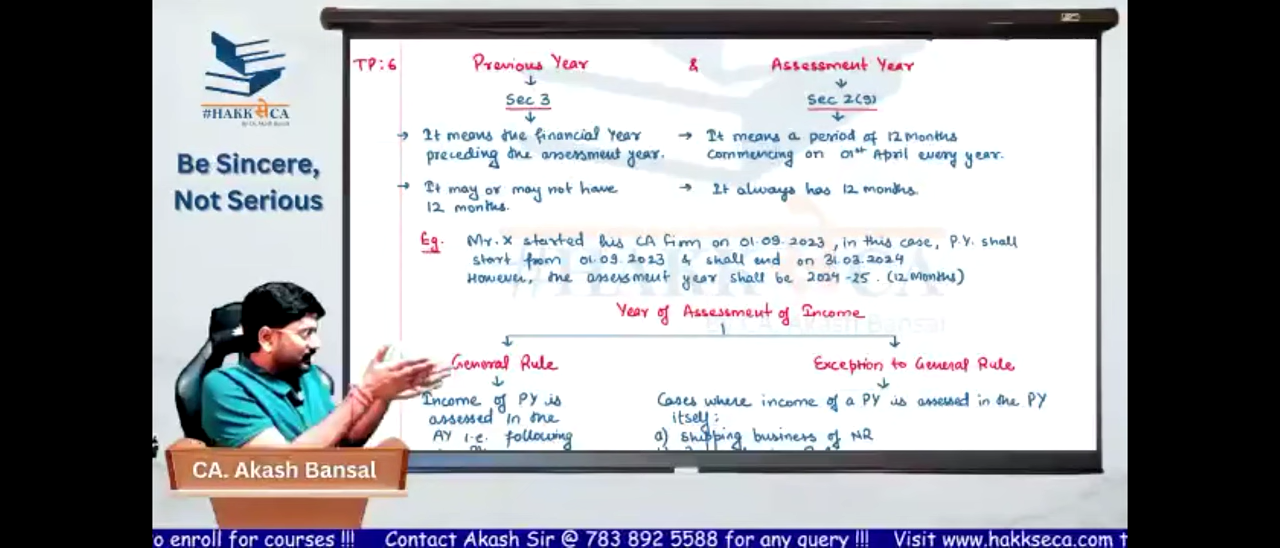 #HAKKसेCA
By CA. Akash Bansal
Be Sincere,
Not Serious
CA. Akash Bansal
TP:6 Previous Year & Assessment Year
Sec 3 Sec 2(9)
→ It means the financial year → It means a period of 12 months
preceding the assessment year. commencing on 01st April every year.
→ It may or may not have → It always has 12 months.
12 months.
Eg. Mr. X started his CA firm on 01.09.2023, in this case, P.Y. shall
start from 01.09.2023 & shall end on 31.03.2024
However, the assessment year shall be 2024-25. (12 Months)
Year of Assessment of Income
General Rule Exception to General Rule
Income of PY is Cases where income of a PY is assessed in the PY
assessed in the itself:
AY i.e. following a) shipping business of NR
o enroll for courses !!! Contact Akash Sir @ 783 892 5588 for any query !!! Visit www.hakkseca.com t